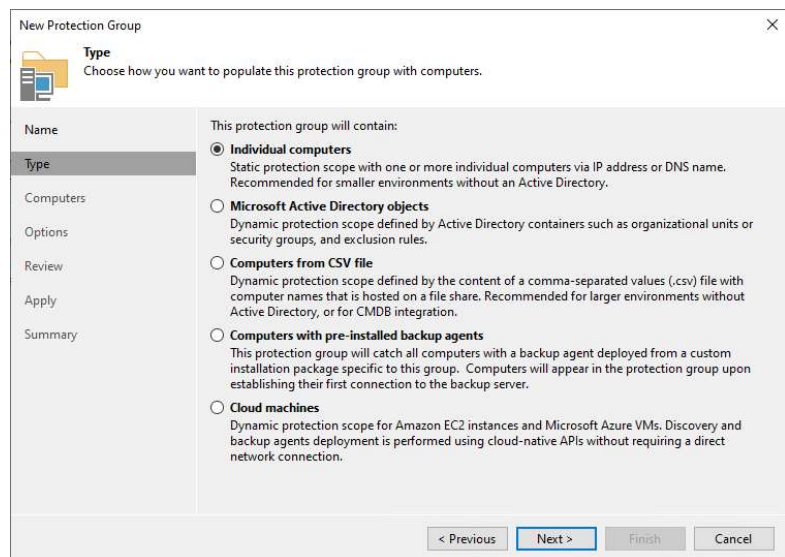 New Protection Group
Type
Choose how you want to populate this protection group with computers.
Name
Type
Computers
Options
Review
Apply
Summary
This protection group will contain:
Individual computers
Static protection scope with one or more individual computers via IP address or DNS name.
Recommended for smaller environments without an Active Directory.
Microsoft Active Directory objects
Dynamic protection scope defined by Active Directory containers such as organizational units or
security groups, and exclusion rules.
Computers from CSV file
Dynamic protection scope defined by the content of a comma-separated values (.csv) file with
computer names that is hosted on a file share. Recommended for larger environments without
Active Directory, or for CMDB integration.
Computers with pre-installed backup agents
This protection group will catch all computers with a backup agent deployed from a custom
installation package specific to this group.  Computers will appear in the protection group upon
establishing their first connection to the backup server.
Cloud machines
Dynamic protection scope for Amazon EC2 instances and Microsoft Azure VMs. Discovery and
backup agents deployment is performed using cloud-native APIs without requiring a direct
network connection.
< Previous
Next >
Finish
Cancel